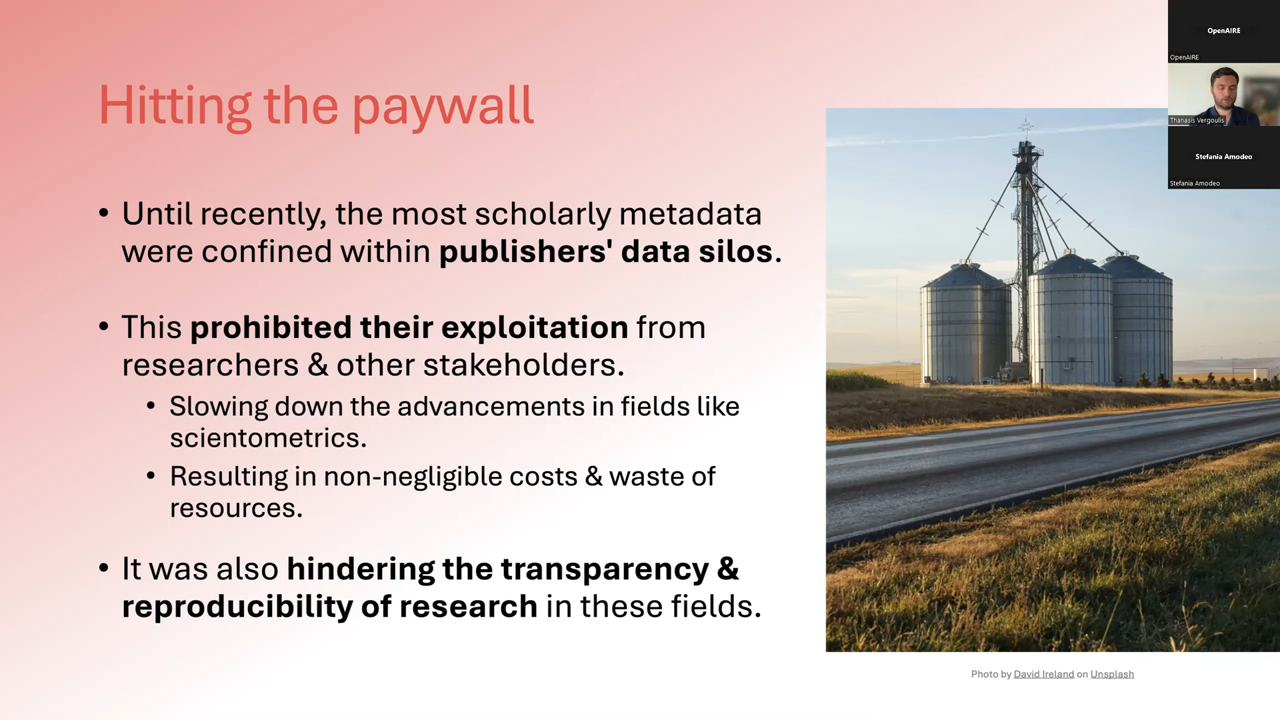 Hitting the paywall
• Until recently, the most scholarly metadata
were confined within publishers' data silos.
• This prohibited their exploitation from
researchers & other stakeholders.
• Slowing down the advancements in fields like
scientometrics.
• Resulting in non-negligible costs & waste of
resources.
• It was also hindering the transparency &
reproducibility of research in these fields.
Photo by David Ireland on Unsplash
OpenAIRE
OpenAIRE
Thanasis Vergoulis
Stefania Amodeo
Stefania Amodeo